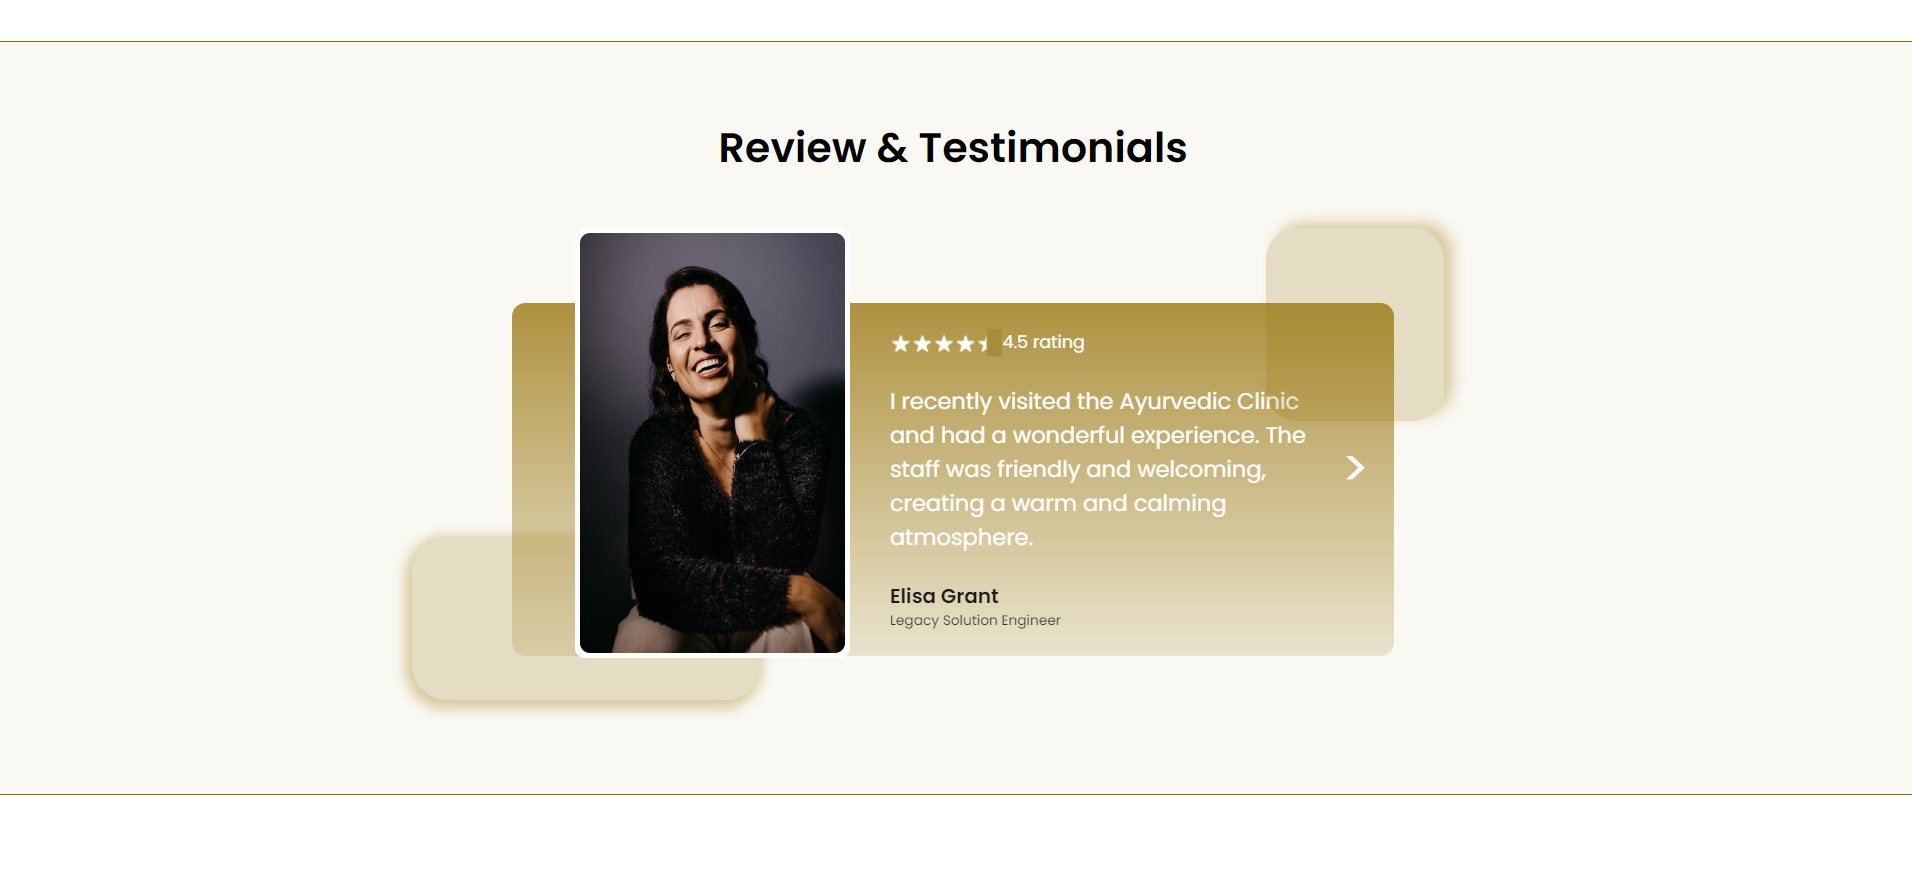 Review & Testimonials
4.5 rating
I recently visited the Ayurvedic Clinic
and had a wonderful experience. The
staff was friendly and welcoming,
creating a warm and calming
atmosphere.
Elisa Grant
Legacy Solution Engineer